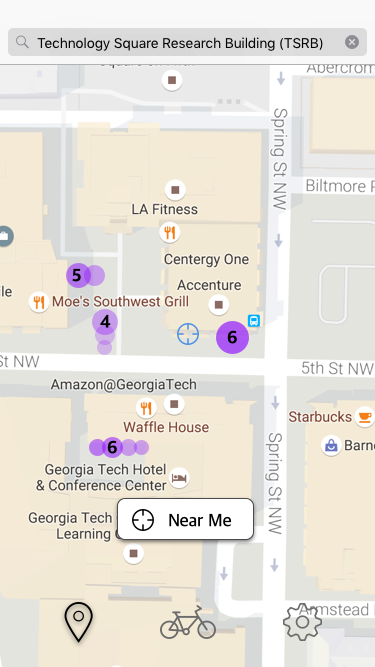 Technology Square Research Building (TSRB)
Abercrom
Spring St NW
LA Fitness
Biltmore P
Centergy One
Accenture
5
lle
Moe's Southwest Grill
4
6
St NW
5th St NW
Amazon@GeorgiaTech
Waffle House
Starbucks
6
Barne
Spring St NW
Georgia Tech Hotel
& Conference Center
Georgia Tech
Learning
Near Me
Armstead